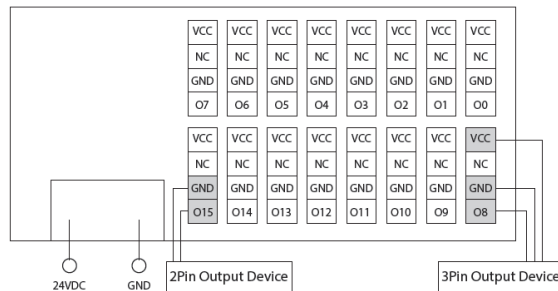 VCC VCC VCC VCC VCC VCC VCC VCC
NC NC NC NC NC NC NC NC
GND GND GND GND GND GND GND GND
O7 O6 O5 O4 O3 O2 O1 O0
VCC VCC VCC VCC VCC VCC VCC VCC
NC NC NC NC NC NC NC NC
GND GND GND GND GND GND GND GND
O15 O14 O13 O12 O11 O10 O9 O8
24VDC GND 2Pin Output Device 3Pin Output Device